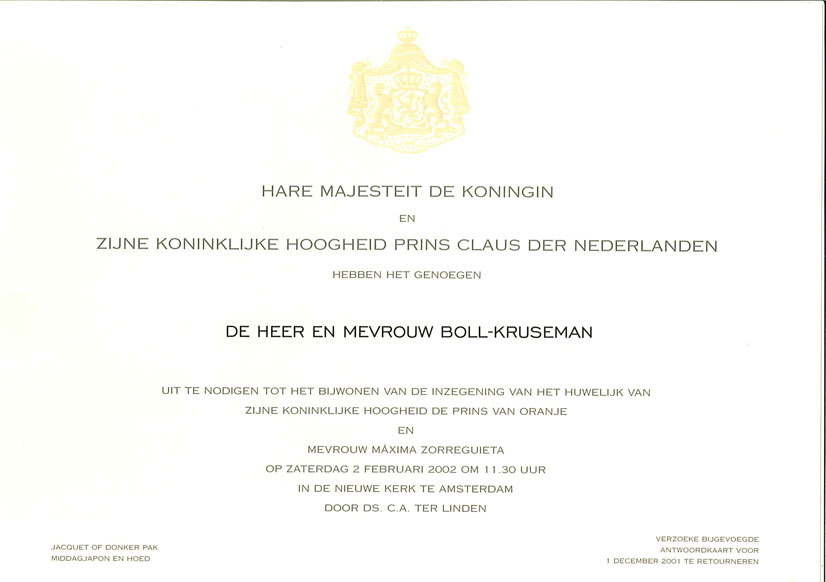 HARE MAJESTEIT DE KONINGIN
EN
ZIJNE KONINKLIJKE HOOGHEID PRINS CLAUS DER NEDERLANDEN
HEBBEN HET GENOEGEN
DE HEER EN MEVROUW BOLL-KRUSEMAN
UIT TE NODIGEN TOT HET BIJWONEN VAN DE INZEGENING VAN HET HUWELIJK VAN
ZIJNE KONINKLIJKE HOOGHEID DE PRINS VAN ORANJE
EN
MEVROUW MÁXIMA ZORREGUIETA
OP ZATERDAG 2 FEBRUARI 2002 OM 11.30 UUR
IN DE NIEUWE KERK TE AMSTERDAM
DOOR DS. C.A. TER LINDEN
JACQUET OF DONKER PAK
MIDDAGJAPON EN HOED
VERZOEKE BIJGEVOEGDE
ANTWOORDKAART VOOR
1 DECEMBER 2001 TE RETOURNEREN